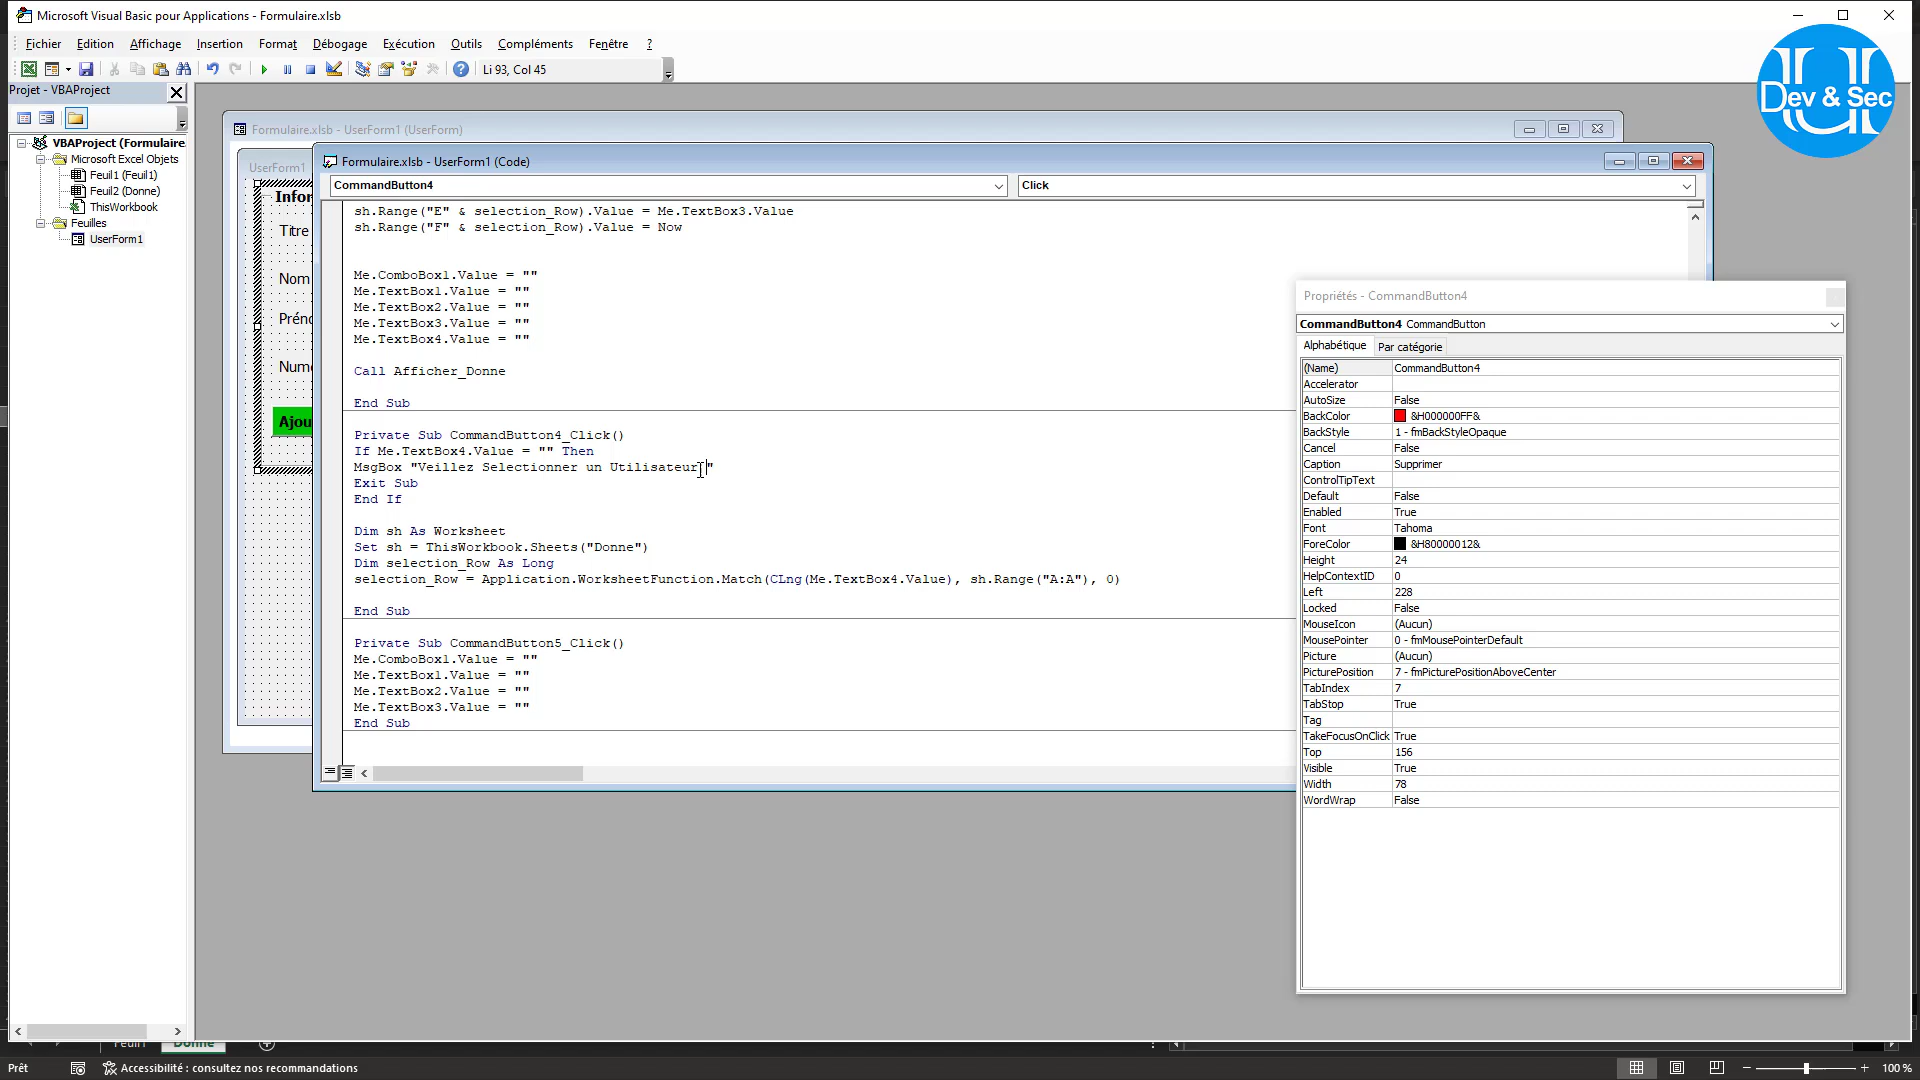 Microsoft Visual Basic pour Applications - Formulaire.xlsb
Fichier Edition Affichage Insertion Format Débogage Exécution Outils Compléments Fenêtre ?
Li 93, Col 45
Dev & Sec
Projet - VBAProject
VBAProject (Formulaire.
Microsoft Excel Objets
Feuil1 (Feuil1)
Feuil2 (Donne)
ThisWorkbook
Feuilles
UserForm1
Formulaire.xlsb - UserForm1 (UserForm)
UserForm1
Titre
Nom
Formulaire.xlsb - UserForm1 (Code)
CommandButton4 Click
sh.Range("E" & selection_Row).Value = Me.TextBox3.Value
sh.Range("F" & selection_Row).Value = Now
Me.ComboBox1.Value = ""
Me.TextBox1.Value = ""
Me.TextBox2.Value = ""
Me.TextBox3.Value = ""
Me.TextBox4.Value = ""
Call Afficher_Donne
End Sub
Private Sub CommandButton4_Click()
If Me.TextBox4.Value = "" Then
MsgBox "Veillez Selectionner un Utilisateur "
Exit Sub
End If
Dim sh As Worksheet
Set sh = ThisWorkbook.Sheets("Donne")
Dim selection_Row As Long
selection_Row = Application.WorksheetFunction.Match(CLng(Me.TextBox4.Value), sh.Range("A:A"), 0)
End Sub
Private Sub CommandButton5_Click()
Me.ComboBox1.Value = ""
Me.TextBox1.Value = ""
Me.TextBox2.Value = ""
Me.TextBox3.Value = ""
End Sub
Propriétés - CommandButton4
CommandButton4 CommandButton
Alphabétique Par catégorie
(Name) CommandButton4
Accelerator
AutoSize False
BackColor &H000000FF&
BackStyle 1 - fmBackStyleOpaque
Cancel False
Caption Supprimer
ControlTipText
Default False
Enabled True
Font Tahoma
ForeColor &H80000012&
Height 24
HelpContextID 0
Left 228
Locked False
MouseIcon (Aucun)
MousePointer 0 - fmMousePointerDefault
Picture (Aucun)
PicturePosition 7 - fmPicturePositionAboveCenter
TabIndex 7
TabStop True
Tag
TakeFocusOnClick True
Top 156
Visible True
Width 78
WordWrap False
Feuil1 Donne
Prêt Accessibilité : consultez nos recommandations 100 %